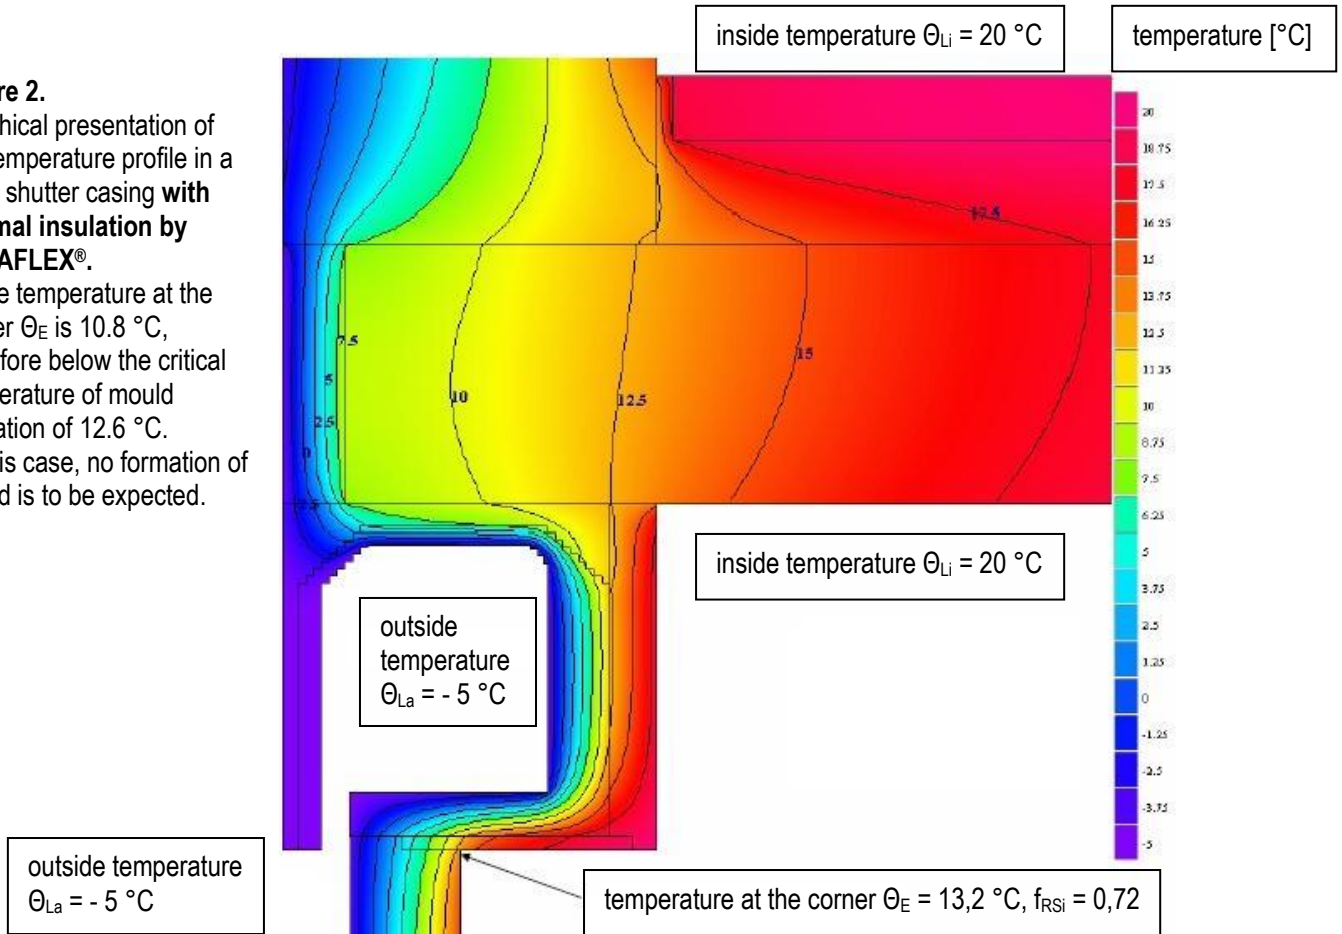 inside temperature ΘLi = 20 °C
temperature [°C]
re 2.
hical presentation of
emperature profile in a
shutter casing with
mal insulation by
AFLEX®.
e temperature at the
er ΘE is 10.8 °C,
efore below the critical
perature of mould
ation of 12.6 °C.
is case, no formation of
d is to be expected.
20
18.75
17.5
16.25
15
13.75
12.5
11.25
10
8.75
7.5
6.25
5
3.75
2.5
1.25
0
-1.25
-2.5
-3.75
-5
7.5
5
2.5
0
10
12.5
15
17.5
inside temperature ΘLi = 20 °C
outside
temperature
ΘLa = - 5 °C
outside temperature
ΘLa = - 5 °C
temperature at the corner ΘE = 13,2 °C, fRSi = 0,72